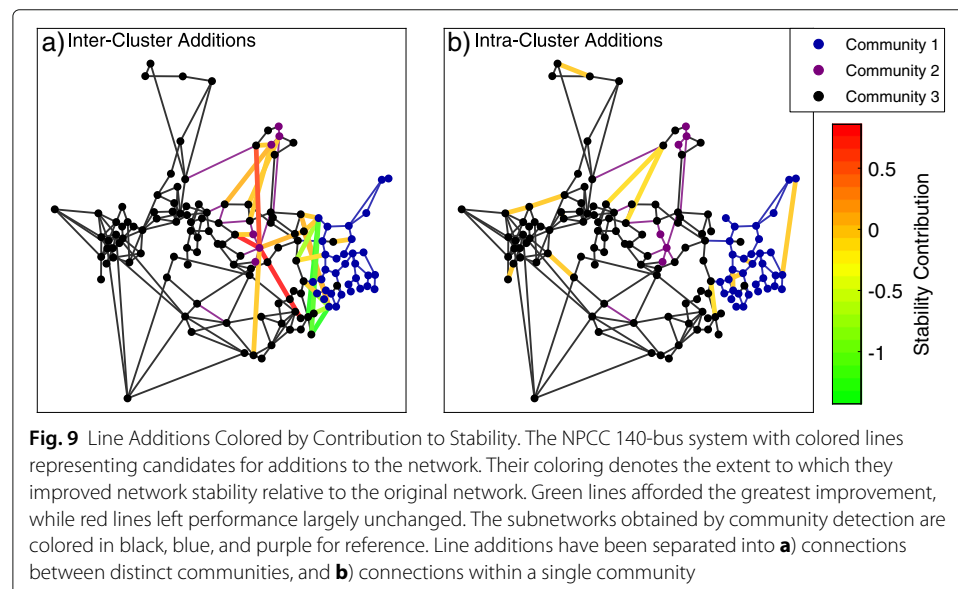 a) Inter-Cluster Additions
b) Intra-Cluster Additions
Community 1
Community 2
Community 3
0.5
0
-0.5
-1
Stability Contribution
Fig. 9 Line Additions Colored by Contribution to Stability. The NPCC 140-bus system with colored lines
representing candidates for additions to the network. Their coloring denotes the extent to which they
improved network stability relative to the original network. Green lines afforded the greatest improvement,
while red lines left performance largely unchanged. The subnetworks obtained by community detection are
colored in black, blue, and purple for reference. Line additions have been separated into a) connections
between distinct communities, and b) connections within a single community